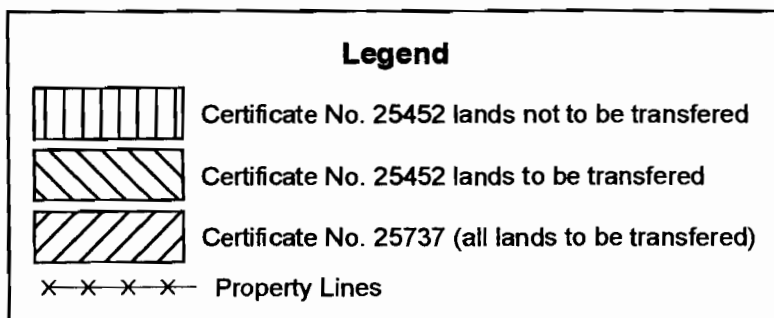 Legend
Certificate No. 25452 lands not to be transfered
Certificate No. 25452 lands to be transfered
Certificate No. 25737 (all lands to be transfered)
Property Lines